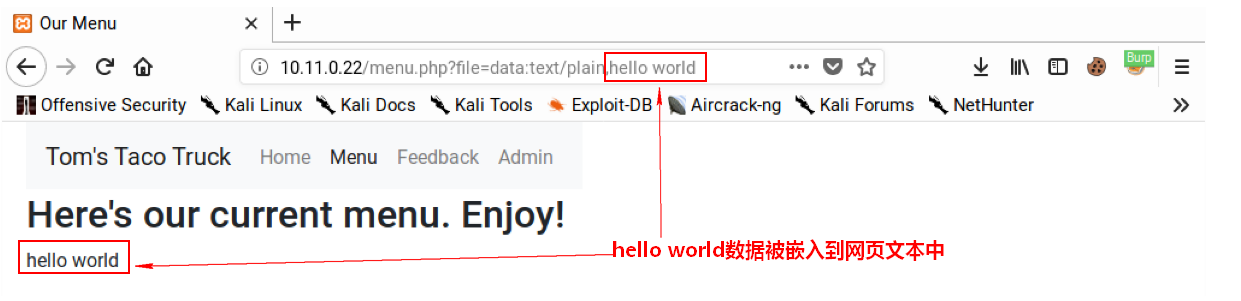 Our Menu
10.11.0.22/menu.php?file=data:text/plain,hello world
Burp
Offensive Security Kali Linux Kali Docs Kali Tools Exploit-DB Aircrack-ng Kali Forums NetHunter
Tom's Taco Truck Home Menu Feedback Admin
Here's our current menu. Enjoy!
hello world数据被嵌入到网页文本中
hello world